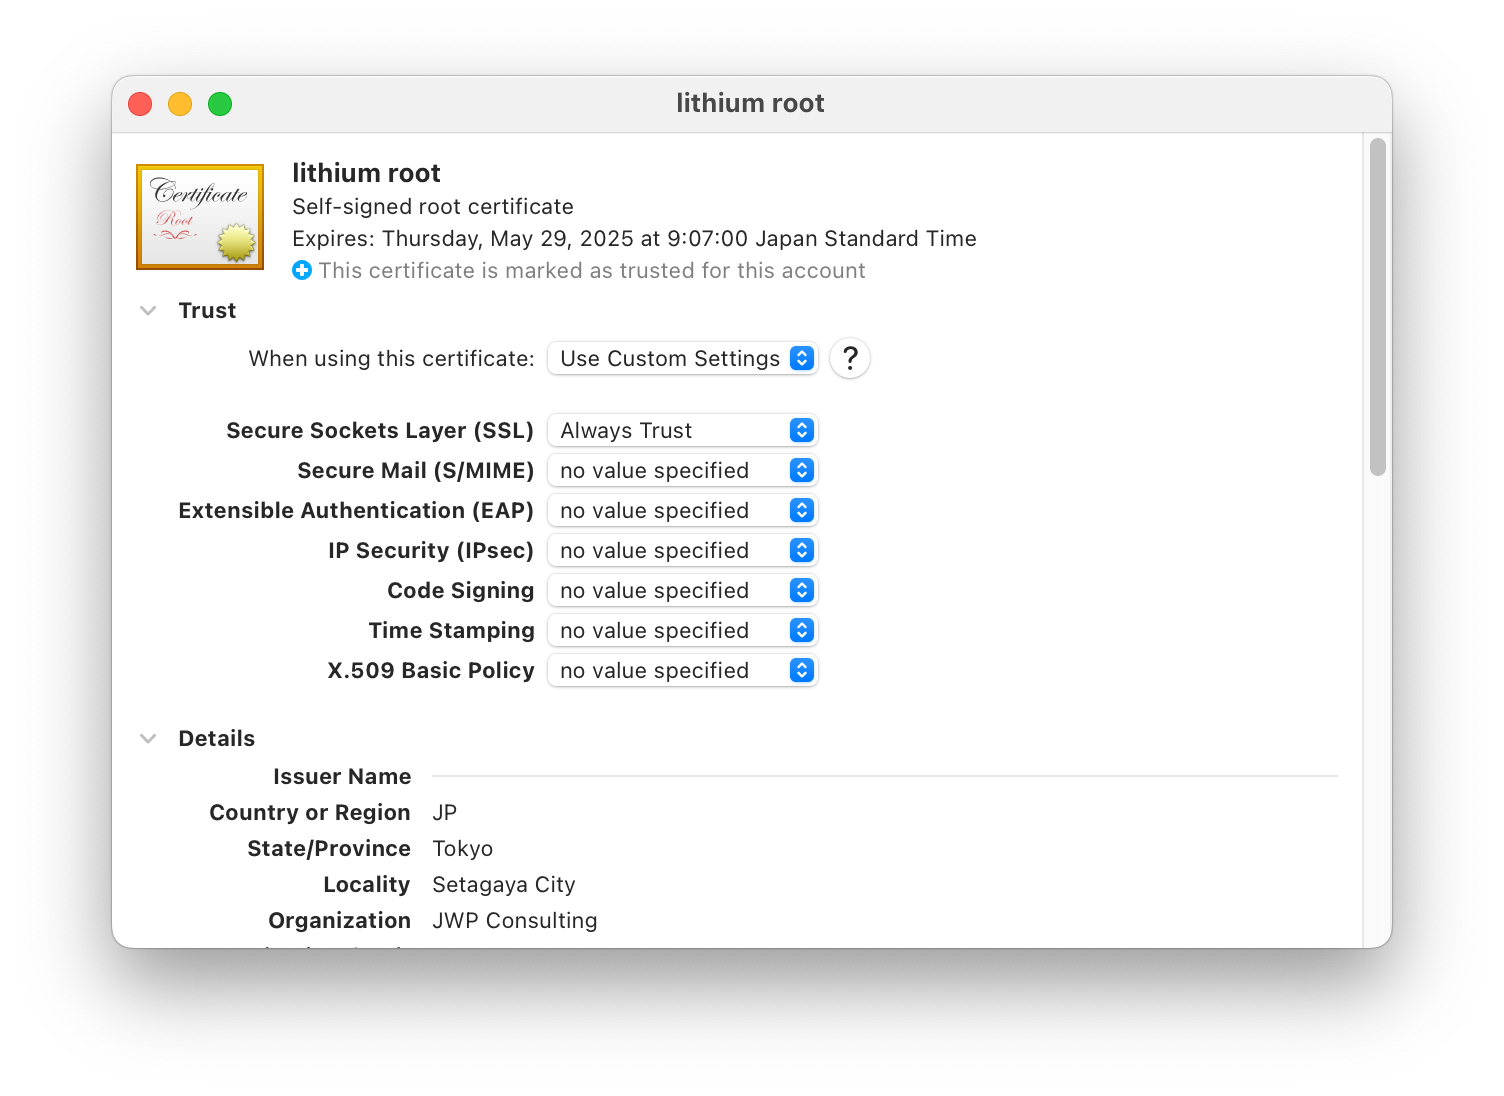 lithium root
Certificate
Root
lithium root
Self-signed root certificate
Expires: Thursday, May 29, 2025 at 9:07:00 Japan Standard Time
This certificate is marked as trusted for this account
Trust
When using this certificate: Use Custom Settings ?
Secure Sockets Layer (SSL) Always Trust
Secure Mail (S/MIME) no value specified
Extensible Authentication (EAP) no value specified
IP Security (IPsec) no value specified
Code Signing no value specified
Time Stamping no value specified
X.509 Basic Policy no value specified
Details
Issuer Name
Country or Region JP
State/Province Tokyo
Locality Setagaya City
Organization JWP Consulting